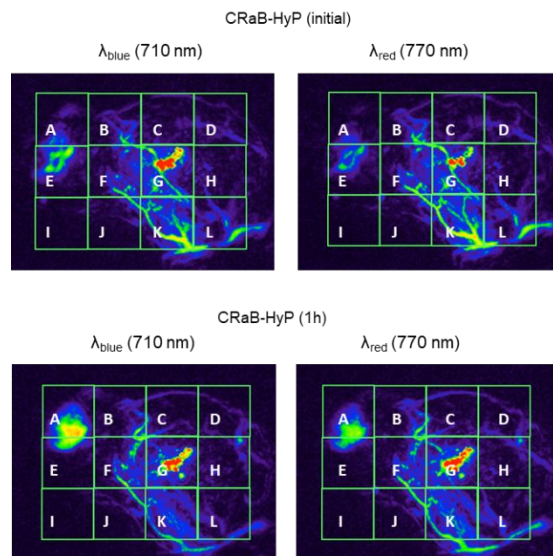 CRaB-HyP (initial)
λblue (710 nm) λred (770 nm)
A B C D A B C D
E F G H E F G H
I J K L I J K L
CRaB-HyP (1h)
λblue (710 nm) λred (770 nm)
A B C D A B C D
E F G H E F G H
I J K L I J K L